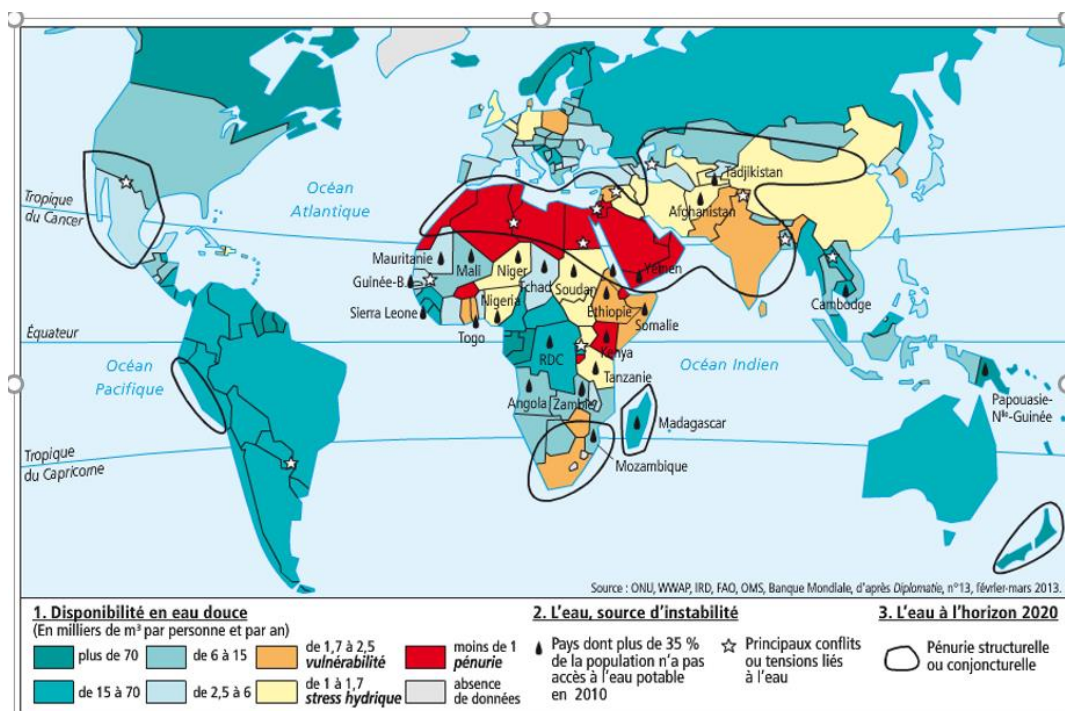 Océan
Atlantique
Tropique
du Cancer
Tadjikistan
Afghanistan
Mauritanie
Mali
Niger
Tchad
Soudan
Yémen
Guinée-B.
Nigeria
Sierra Leone
Togo
Éthiopie
Somalie
Cambodge
Équateur
RDC
Kenya
Océan Indien
Tanzanie
Océan
Pacifique
Angola
Zambie
Madagascar
Papouasie-
Nlle-Guinée
Mozambique
Tropique
du Capricorne
Source : ONU, WWAP, IRD, FAO, OMS, Banque Mondiale, d'après Diplomatie, n°13, février-mars 2013.
1. Disponibilité en eau douce
(En milliers de m³ par personne et par an)
plus de 70
de 6 à 15
de 1,7 à 2,5
vulnérabilité
moins de 1
pénurie
de 15 à 70
de 2,5 à 6
de 1 à 1,7
stress hydrique
absence
de données
2. L'eau, source d'instabilité
Pays dont plus de 35 %
de la population n'a pas
accès à l'eau potable
en 2010
Principaux conflits
ou tensions liés
à l'eau
3. L'eau à l'horizon 2020
Pénurie structurelle
ou conjoncturelle